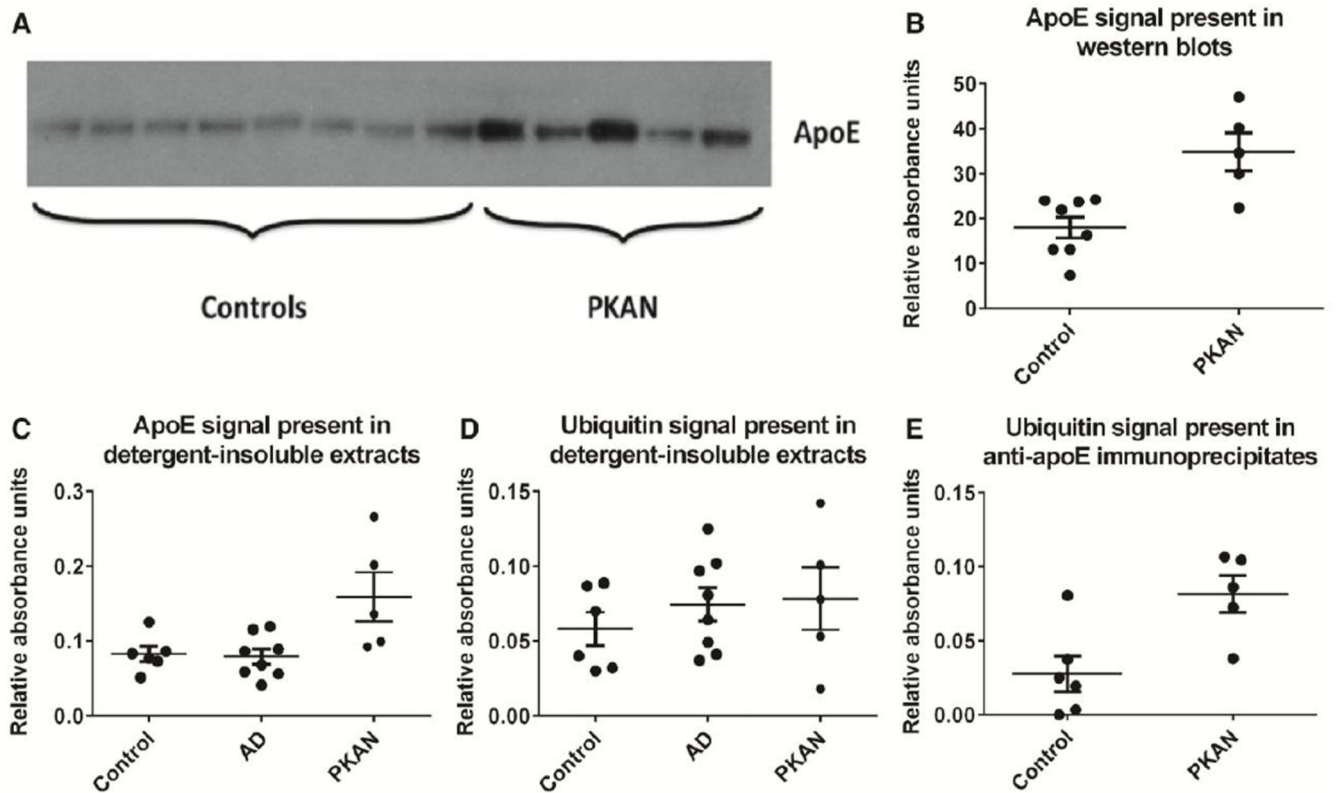 A
ApoE
Controls
PKAN
B
ApoE signal present in
western blots
Relative absorbance units
50
40
30
20
10
0
Control
PKAN
C
ApoE signal present in
detergent-insoluble extracts
Relative absorbance units
0.3
0.2
0.1
0.0
Control
AD
PKAN
D
Ubiquitin signal present in
detergent-insoluble extracts
Relative absorbance units
0.15
0.10
0.05
0.00
Control
AD
PKAN
E
Ubiquitin signal present in
anti-apoE immunoprecipitates
Relative absorbance units
0.15
0.10
0.05
0.00
Control
PKAN